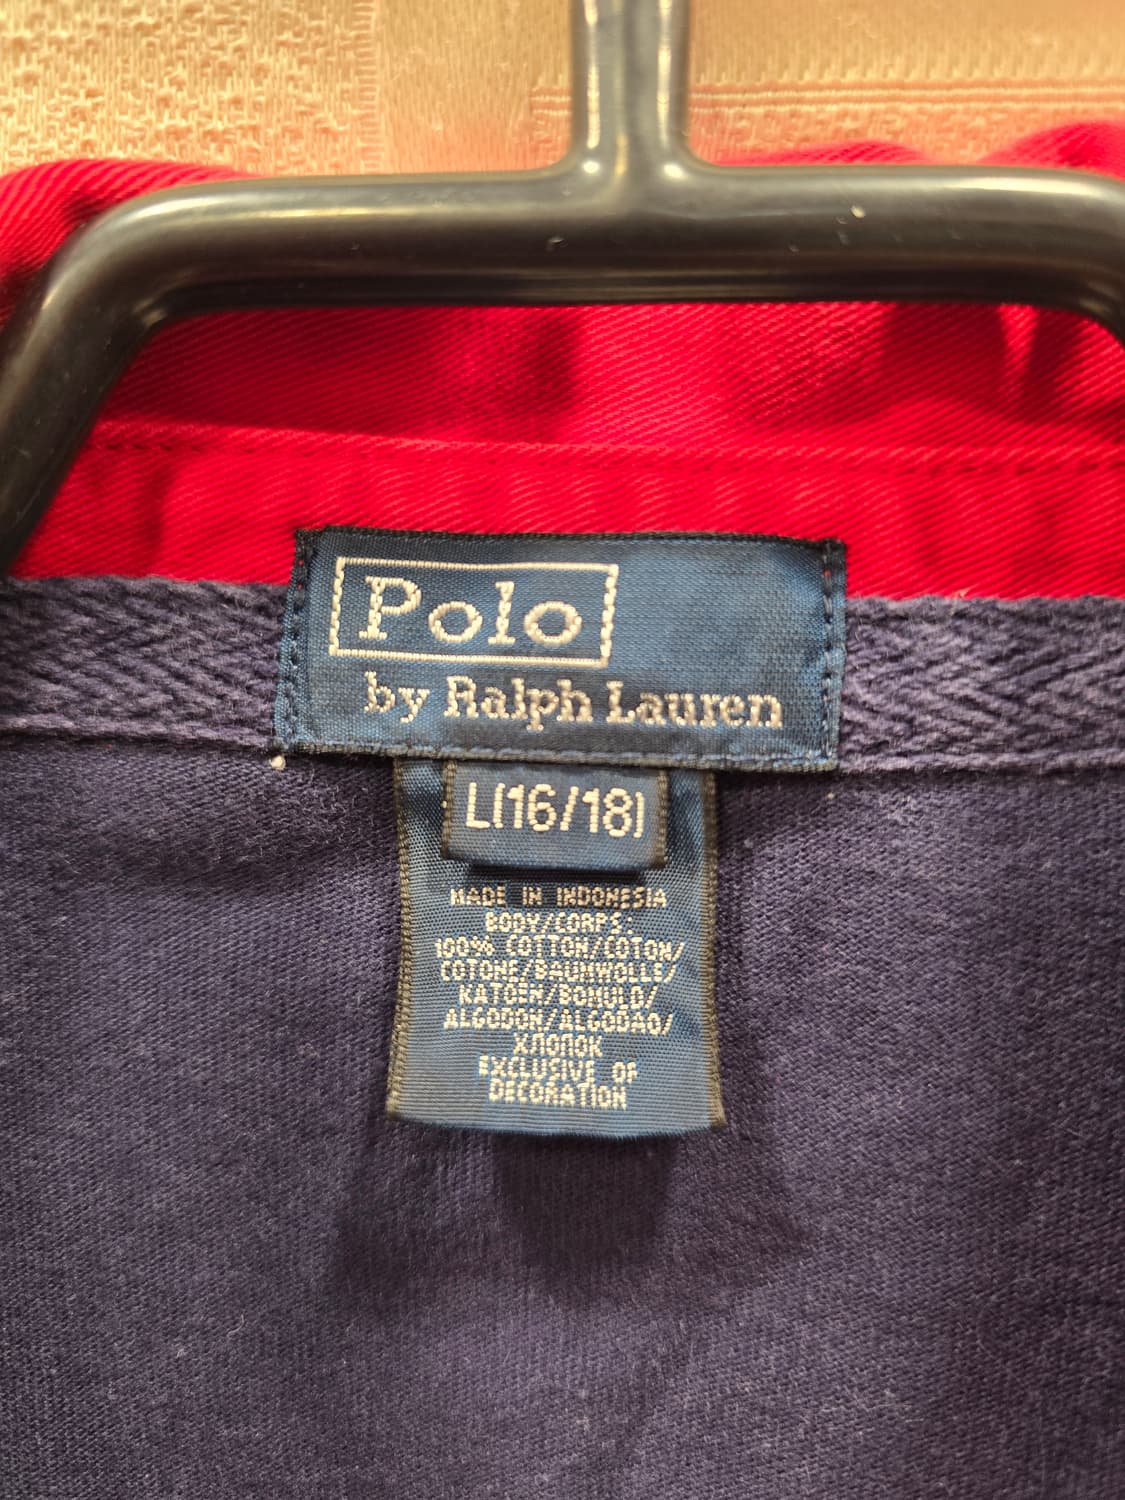 Polo
by Ralph Lauren
L(16/18)
MADE IN INDONESIA
BODY/CORPS.
100% COTTON/COTON/
COTONE/BAUMWOLLE/
KATOEN/BOMULD/
ALGODON/ALGODAO/
ХЛОПОК
EXCLUSIVE OF
DECORATION